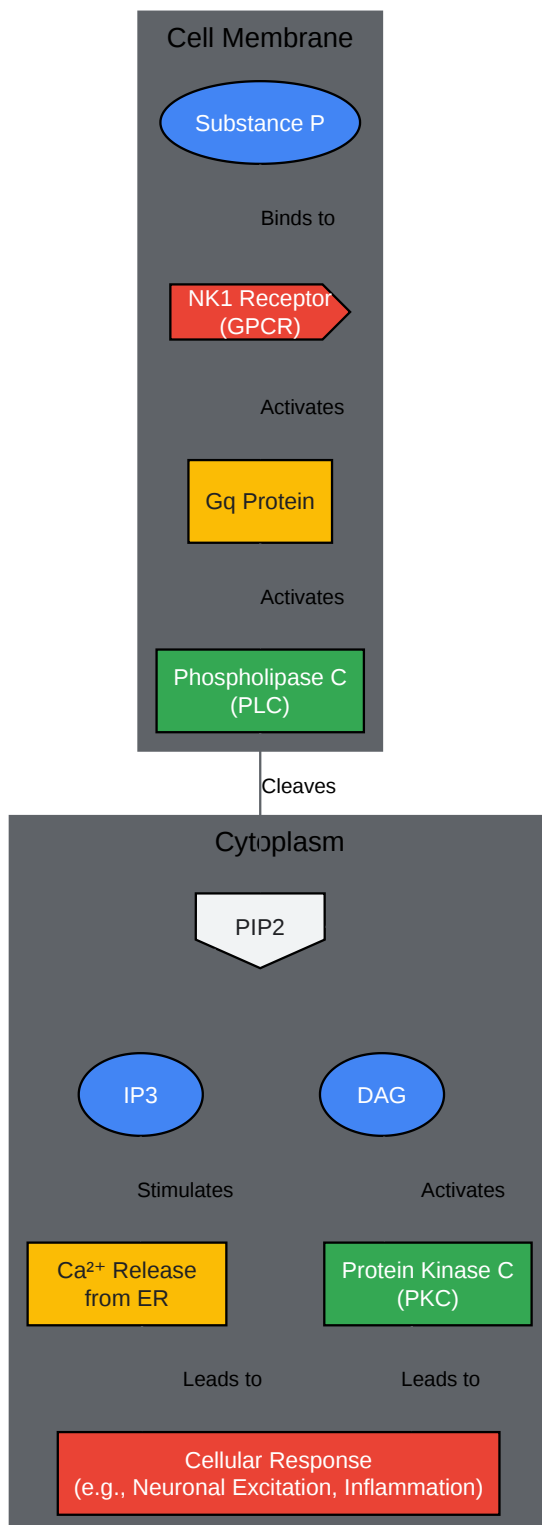 Cell Membrane
Substance P
Binds to
NK1 Receptor
(GPCR)
Activates
Gq Protein
Activates
Phospholipase C
(PLC)
Cleaves
Cytoplasm
PIP2
IP3
DAG
Stimulates
Activates
Ca²⁺ Release
from ER
Protein Kinase C
(PKC)
Leads to
Leads to
Cellular Response
(e.g., Neuronal Excitation, Inflammation)